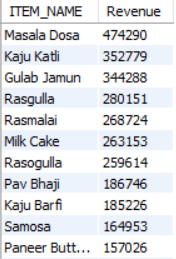 ITEM_NAME Revenue
Masala Dosa 474290
Kaju Katli 352779
Gulab Jamun 344288
Rasgulla 280151
Rasmalai 268724
Milk Cake 263153
Rasogulla 259614
Pav Bhaji 186746
Kaju Barfi 185226
Samosa 164953
Paneer Butt... 157026